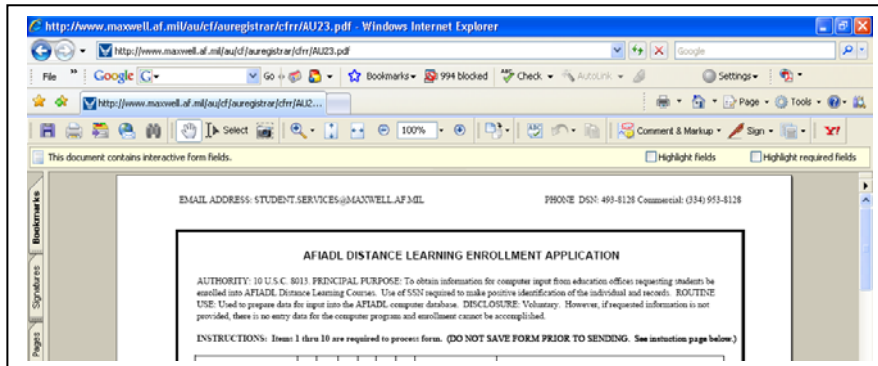 http://www.maxwell.af.mil/au/cf/auregistrar/cfrr/AU23.pdf - Windows Internet Explorer
http://www.maxwell.af.mil/au/cf/auregistrar/cfrr/AU23.pdf Google
File » Google G Go Bookmarks 994 blocked Check AutoLink Settings
http://www.maxwell.af.mil/au/cf/auregistrar/cfrr/AU2... Page Tools
Select 100% Comment & Markup Sign Y!
This document contains interactive form fields. Highlight fields Highlight required fields
Bookmarks
Signatures
Pages
EMAIL ADDRESS: STUDENT.SERVICES@MAXWELL.AF.MIL PHONE DSN: 493-8128 Commercial: (334) 953-8128
AFIADL DISTANCE LEARNING ENROLLMENT APPLICATION
AUTHORITY: 10 U.S.C. 8013. PRINCIPAL PURPOSE: To obtain information for computer input from education offices requesting students be
enrolled into AFIADL Distance Learning Courses. Use of SSN required to make positive identification of the individual and records. ROUTINE
USE: Used to prepare data for input into the AFIADL computer database. DISCLOSURE: Voluntary. However, if requested information is not
provided, there is no entry data for the computer program and enrollment cannot be accomplished.
INSTRUCTIONS: Items 1 thru 10 are required to process form. (DO NOT SAVE FORM PRIOR TO SENDING. See instuction page below.)